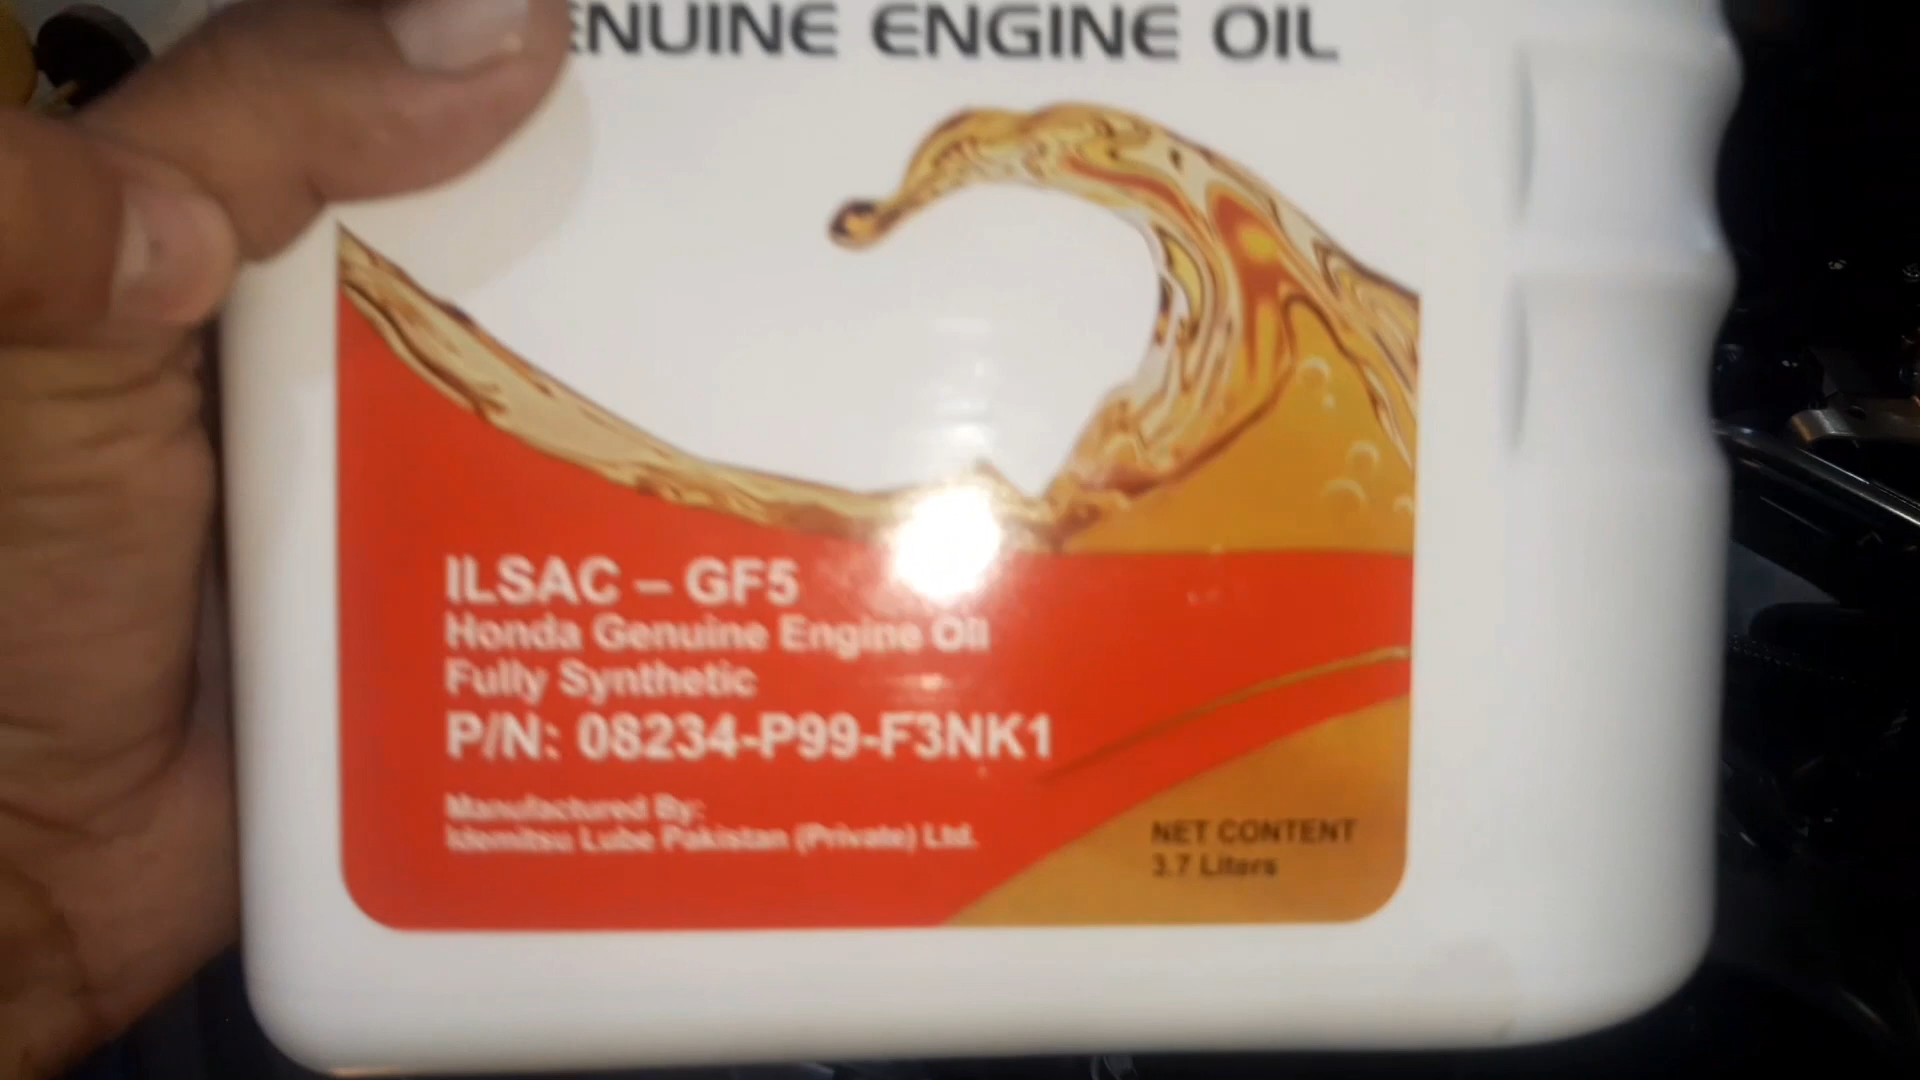 ENUINE ENGINE OIL
ILSAC – GF5
Honda Genuine Engine Oil
Fully Synthetic
P/N: 08234-P99-F3NK1
Manufactured By:
Idemitsu Lube Pakistan (Private) Ltd.
NET CONTENT
3.7 Liters